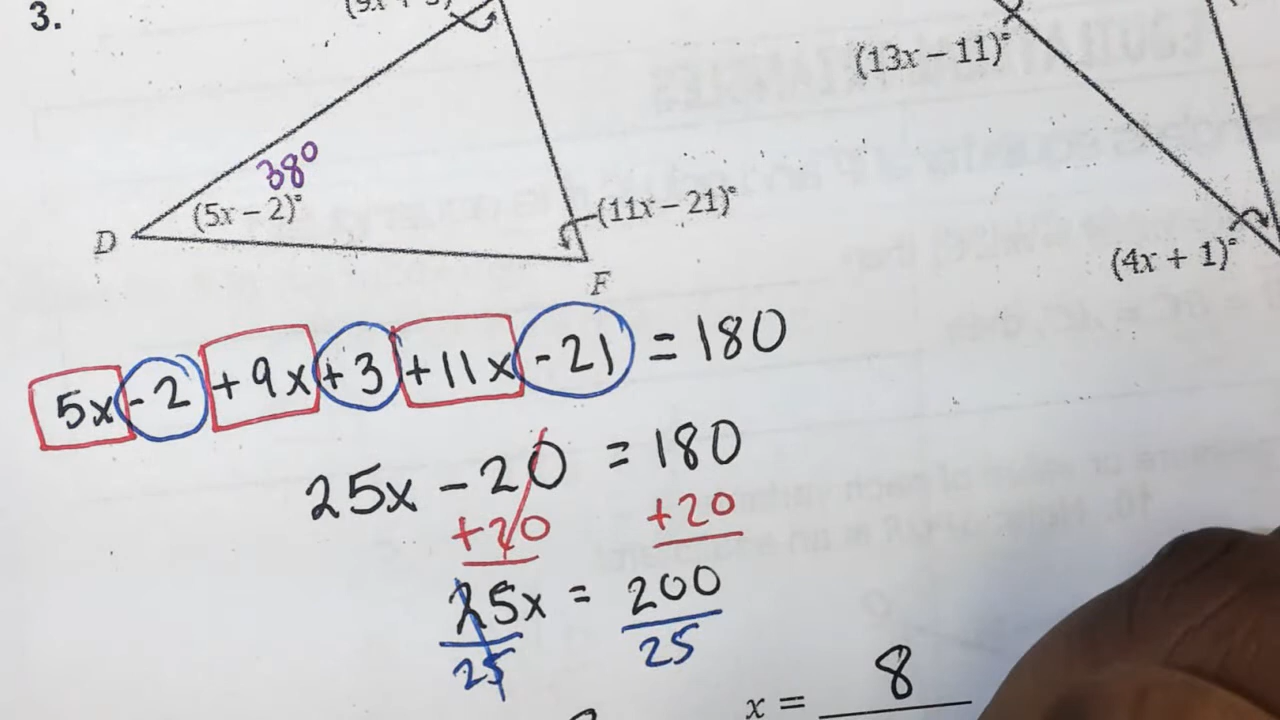 3.
(13x – 11)°
38°
(5x – 2)°
(11x – 21)°
D
F
(4x + 1)°
5x -2 +9x +3 +11x -21 = 180
25x - 20 = 180
+20 +20
25x = 200
25 25
x = 8